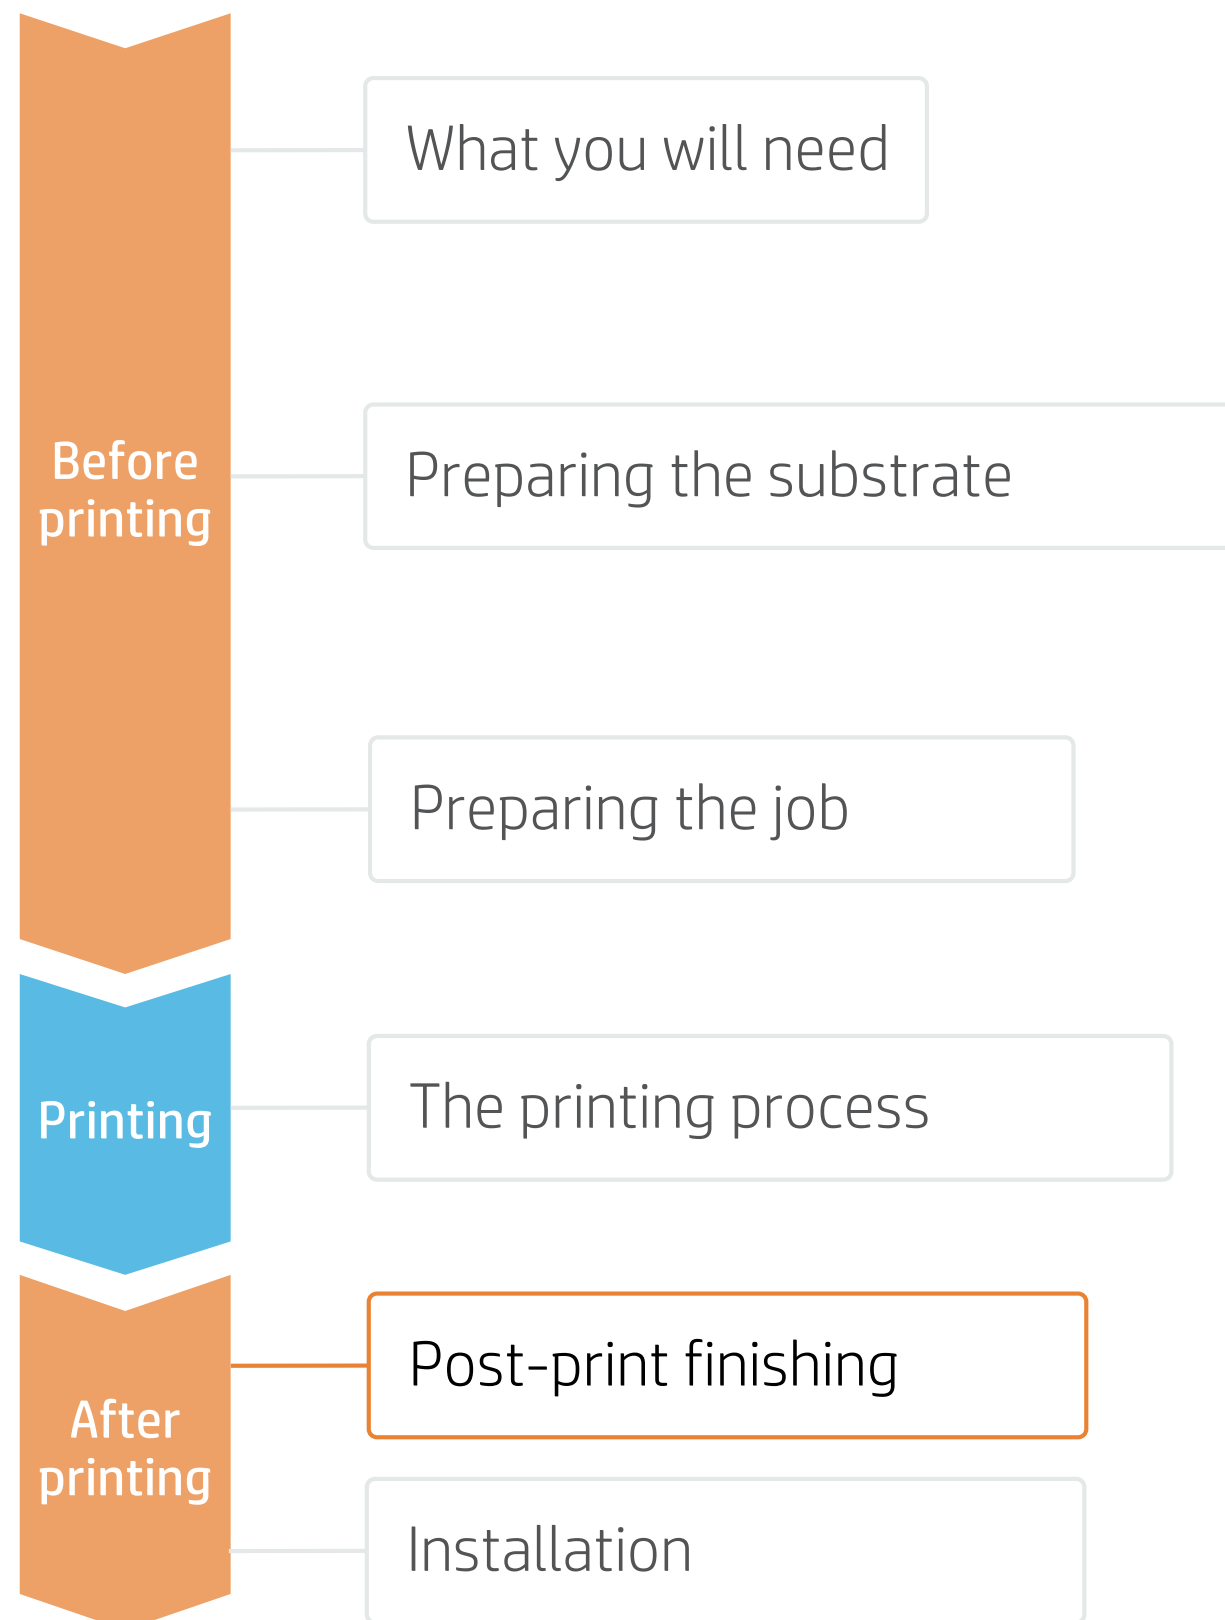 What you will need
Before
printing
Preparing the substrate
Preparing the job
Printing
The printing process
After
printing
Post-print finishing
Installation